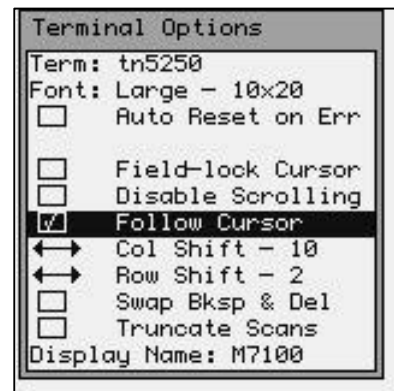 Terminal Options
Term: tn5250
Font: Large - 10x20
Auto Reset on Err
Field-lock Cursor
Disable Scrolling
Follow Cursor
Col Shift - 10
Row Shift - 2
Swap Bksp & Del
Truncate Scans
Display Name: M7100